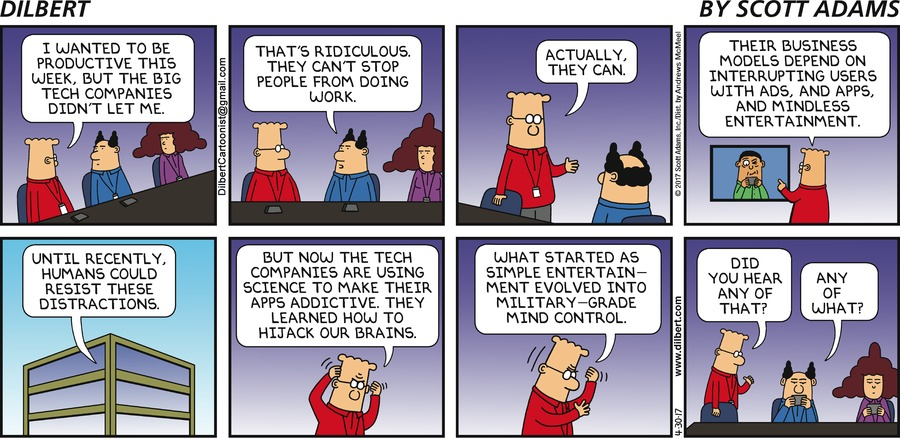 DILBERT
BY SCOTT ADAMS
I WANTED TO BE
PRODUCTIVE THIS
WEEK, BUT THE BIG
TECH COMPANIES
DIDN'T LET ME.
DilbertCartoonist@gmail.com
THAT'S RIDICULOUS.
THEY CAN'T STOP
PEOPLE FROM DOING
WORK.
ACTUALLY,
THEY CAN.
© 2017 Scott Adams, Inc./Dist. by Andrews McMeel
THEIR BUSINESS
MODELS DEPEND ON
INTERRUPTING USERS
WITH ADS, AND APPS,
AND MINDLESS
ENTERTAINMENT.
UNTIL RECENTLY,
HUMANS COULD
RESIST THESE
DISTRACTIONS.
BUT NOW THE TECH
COMPANIES ARE USING
SCIENCE TO MAKE THEIR
APPS ADDICTIVE. THEY
LEARNED HOW TO
HIJACK OUR BRAINS.
WHAT STARTED AS
SIMPLE ENTERTAIN—
MENT EVOLVED INTO
MILITARY—GRADE
MIND CONTROL.
4-30-17 www.dilbert.com
DID
YOU HEAR
ANY OF
THAT?
ANY
OF
WHAT?